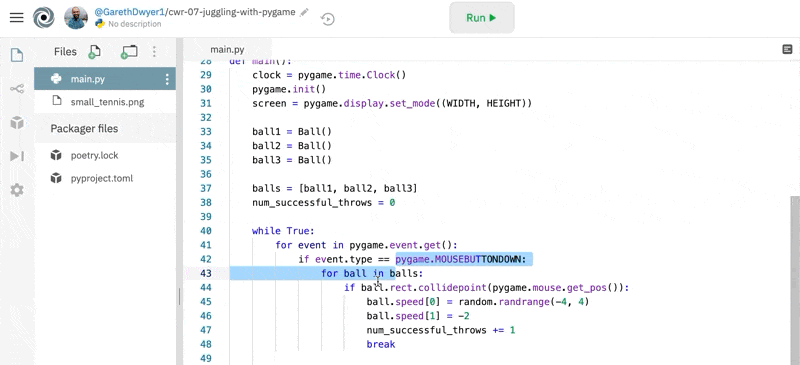 @GarethDwyer1/cwr-07-juggling-with-pygame
No description
Run
Files
main.py
small_tennis.png
Packager files
poetry.lock
pyproject.toml
main.py
28 def main():
29 clock = pygame.time.Clock()
30 pygame.init()
31 screen = pygame.display.set_mode((WIDTH, HEIGHT))
32
33 ball1 = Ball()
34 ball2 = Ball()
35 ball3 = Ball()
36
37 balls = [ball1, ball2, ball3]
38 num_successful_throws = 0
39
40 while True:
41 for event in pygame.event.get():
42 if event.type == pygame.MOUSEBUTTONDOWN:
43 for ball in balls:
44 if ball.rect.collidepoint(pygame.mouse.get_pos()):
45 ball.speed[0] = random.randrange(-4, 4)
46 ball.speed[1] = -2
47 num_successful_throws += 1
48 break
49